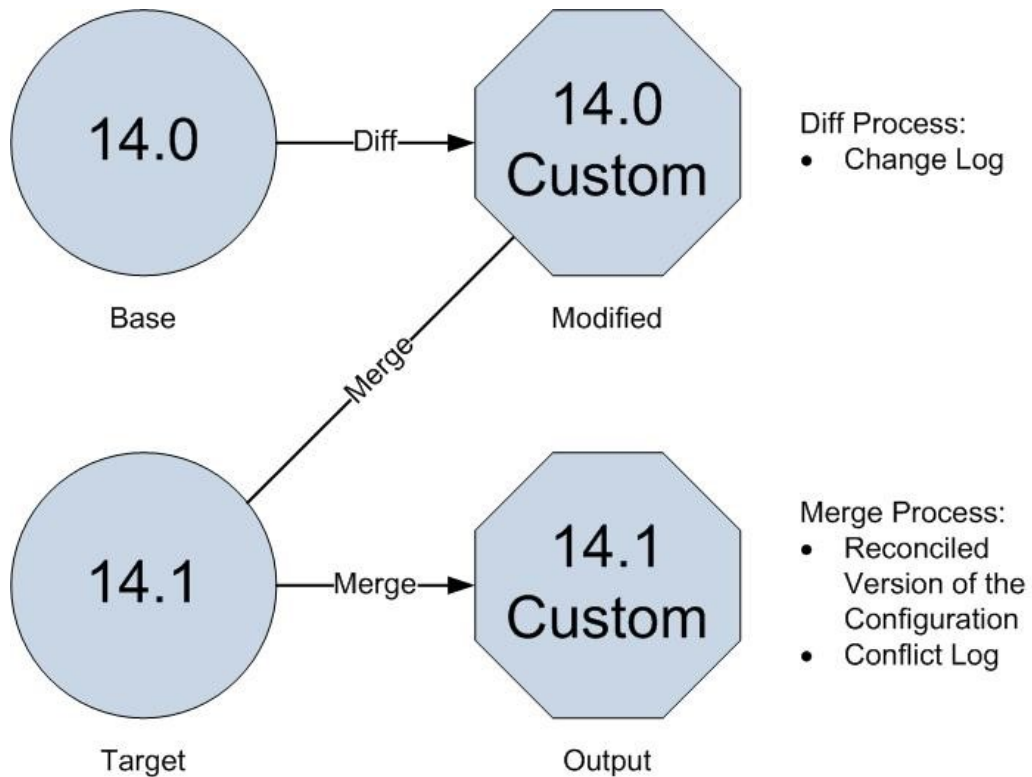 14.0
Diff
14.0
Custom
Diff Process:
• Change Log
Base
Modified
Merge
14.1
Merge
14.1
Custom
Merge Process:
• Reconciled
Version of the
Configuration
• Conflict Log
Target
Output